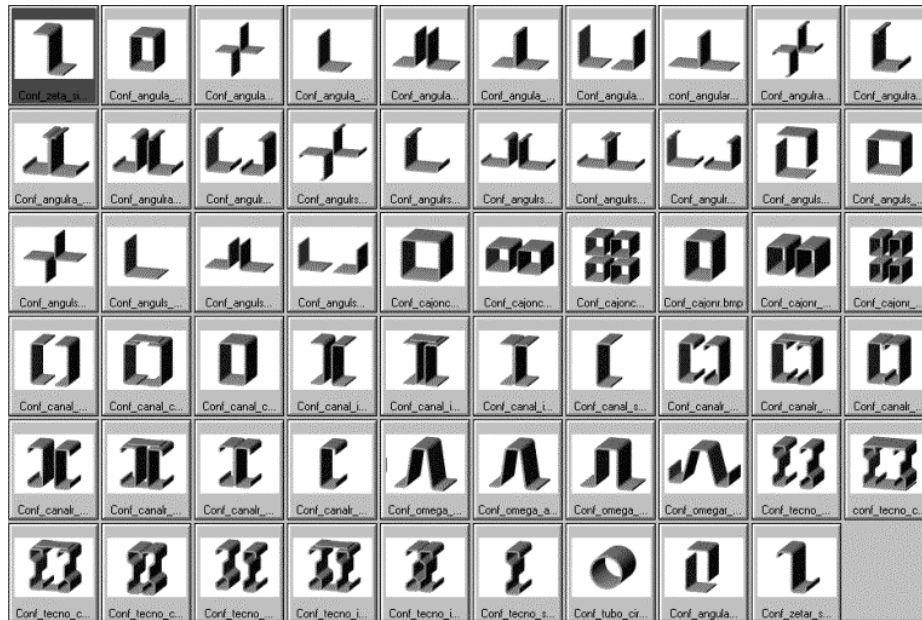 Conf_zeta_si...
Conf_angula_...
Conf_angula...
Conf_angula_...
Conf_angula...
Conf_angula_...
Conf_angula...
conf_angular...
Conf_angulra...
Conf_angulra...
Conf_angulra_...
Conf_angulra...
Conf_angulr...
Conf_angulrs...
Conf_angulrs...
Conf_angulrs...
Conf_angulrs...
Conf_angulr...
Conf_anguls...
Conf_anguls_...
Conf_anguls...
Conf_anguls_...
Conf_anguls...
Conf_anguls...
Conf_cajonc...
Conf_cajonc...
Conf_cajonc...
Conf_cajonr.bmp
Conf_cajonr_...
Conf_cajonr_...
Conf_canal_...
Conf_canal_c...
Conf_canal_c...
Conf_canal_i...
Conf_canal_i...
Conf_canal_i...
Conf_canal_s...
Conf_canalr_...
Conf_canalr_...
Conf_canalr_...
Conf_canalr_...
Conf_canalr_...
Conf_canalr_...
Conf_canalr_...
Conf_omega_...
Conf_omega_a...
Conf_omega_...
Conf_omegar_...
Conf_tecno_...
conf_tecno_c...
Conf_tecno_c...
Conf_tecno_c...
Conf_tecno_...
Conf_tecno_i...
Conf_tecno_i...
Conf_tecno_s...
Conf_tubo_cir...
Conf_angula...
Conf_zetar_s...